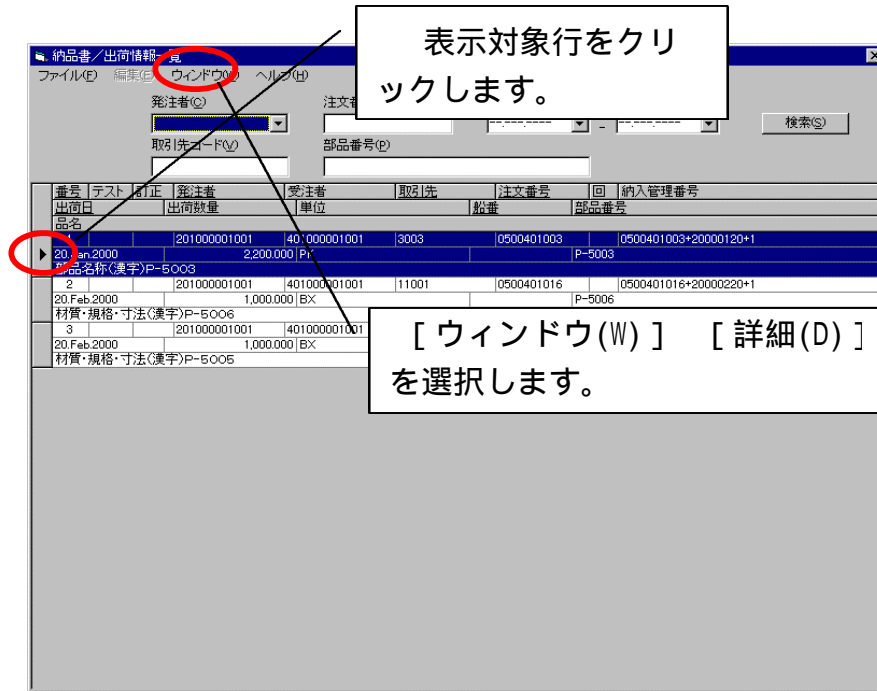 表示対象行をクリ
ックします。
納品書/出荷情報一覧
ファイル(F) 編集(E) ウィンドウ(W) ヘルプ(H)
発注者(C) 注文番
--.---.---- - --.---.---- 検索(S)
取引先コード(V) 部品番号(P)
番号 テスト 訂正 発注者 受注者 取引先 注文番号 回 納入管理番号
出荷日 出荷数量 単位 船番 部品番号
品名
1 201000001001 401000001001 3003 0500401003 0500401003+20000120+1
20.Jan.2000 2,200.000 PK P-5003
部品名称(漢字)P-5003
2 201000001001 401000001001 11001 0500401016 0500401016+20000220+1
20.Feb.2000 1,000.000 BX P-5006
材質・規格・寸法(漢字)P-5006
3 201000001001 401000001001
20.Feb.2000 1,000.000 BX
材質・規格・寸法(漢字)P-5005
[ウィンドウ(W)] [詳細(D)]
を選択します。